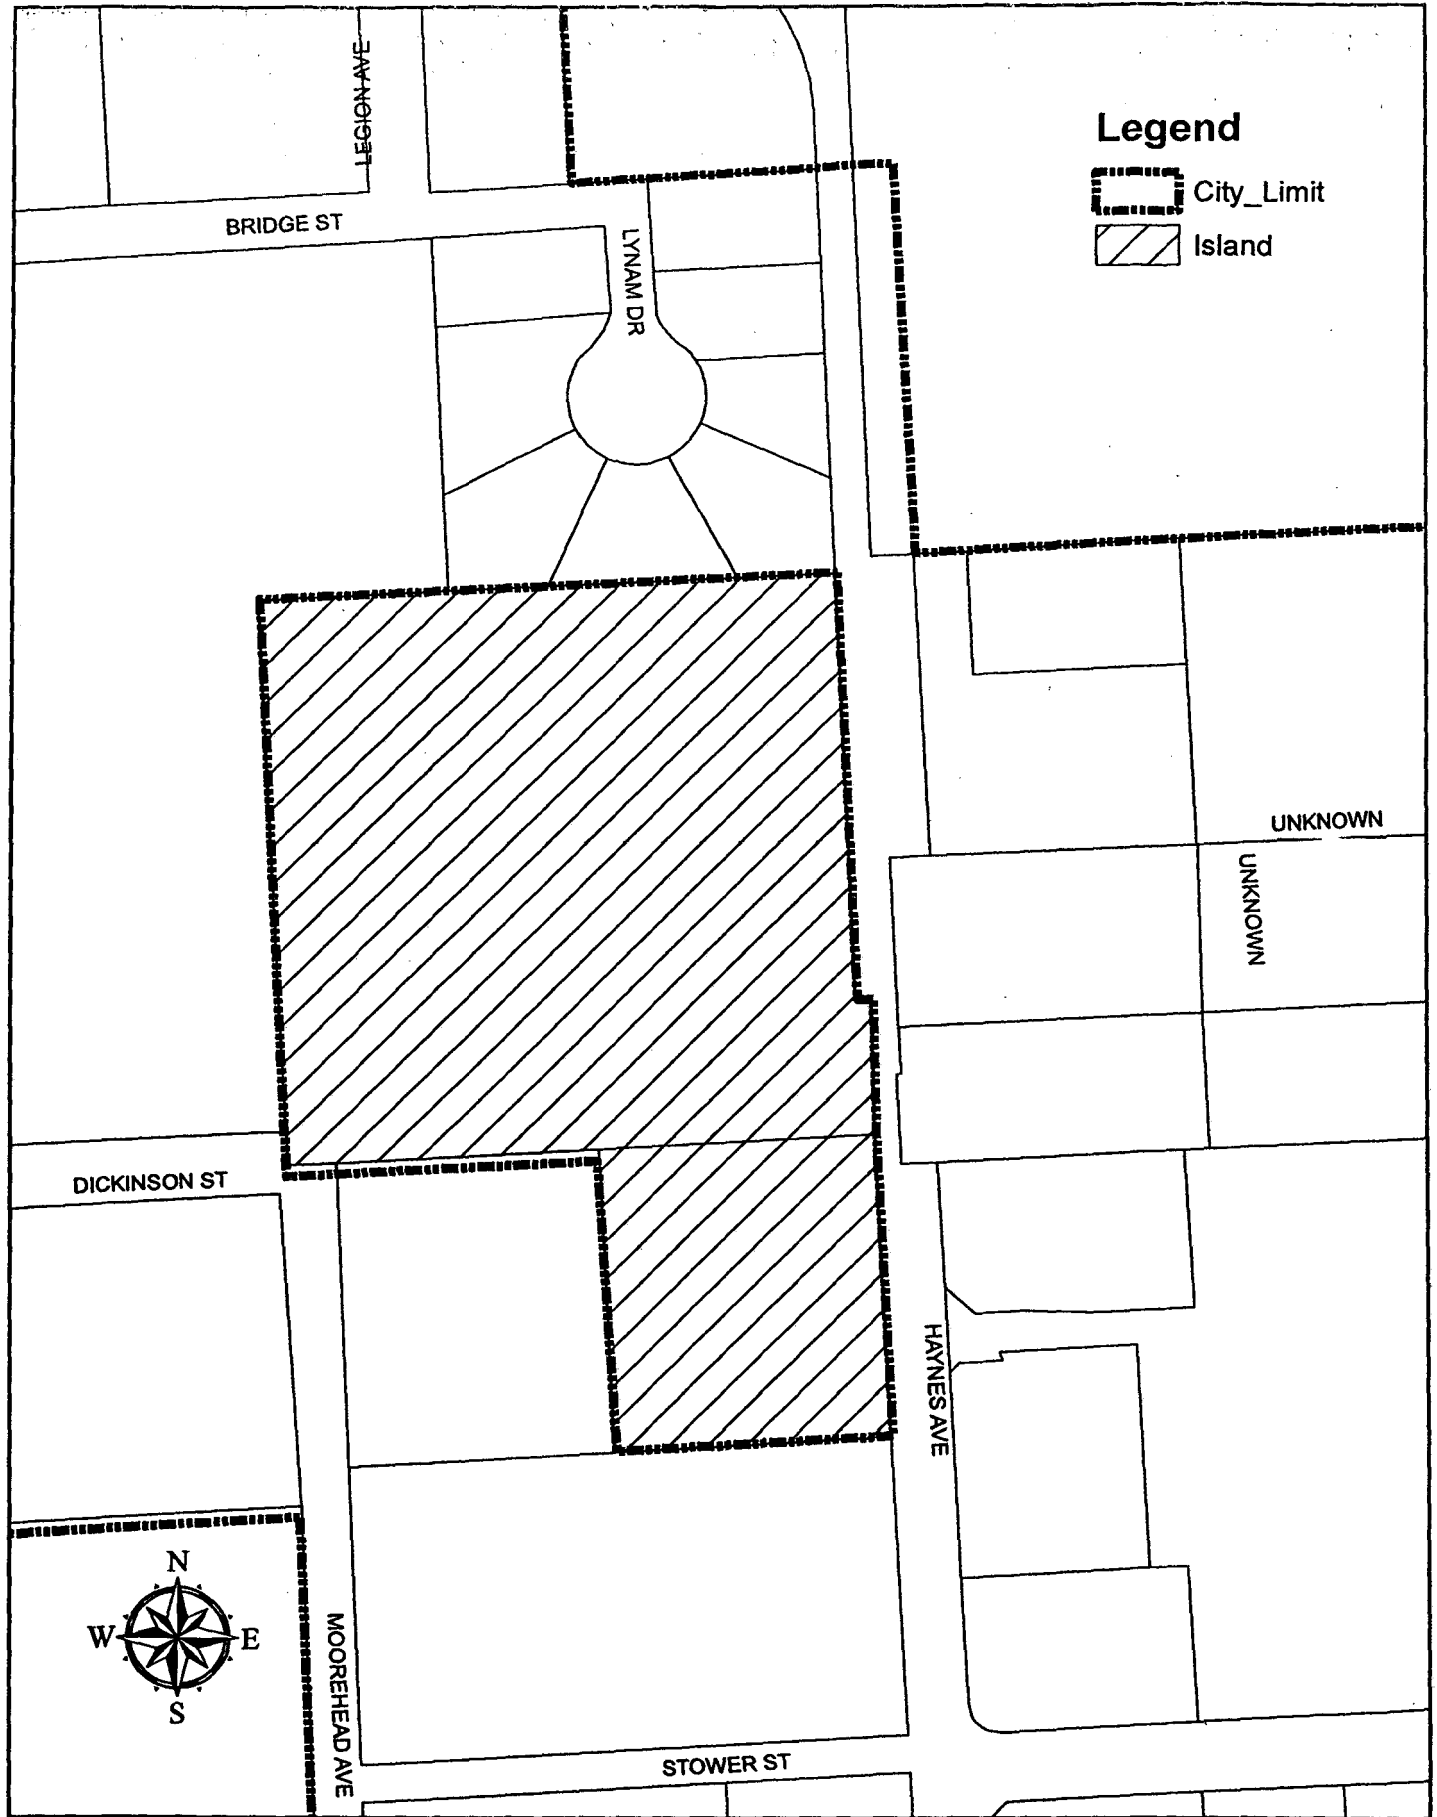 LEGION AVE
Legend
City_Limit
Island
BRIDGE ST
LYNAM DR
UNKNOWN
UNKNOWN
DICKINSON ST
HAYNES AVE
N
W E
S
MOOREHEAD AVE
STOWER ST